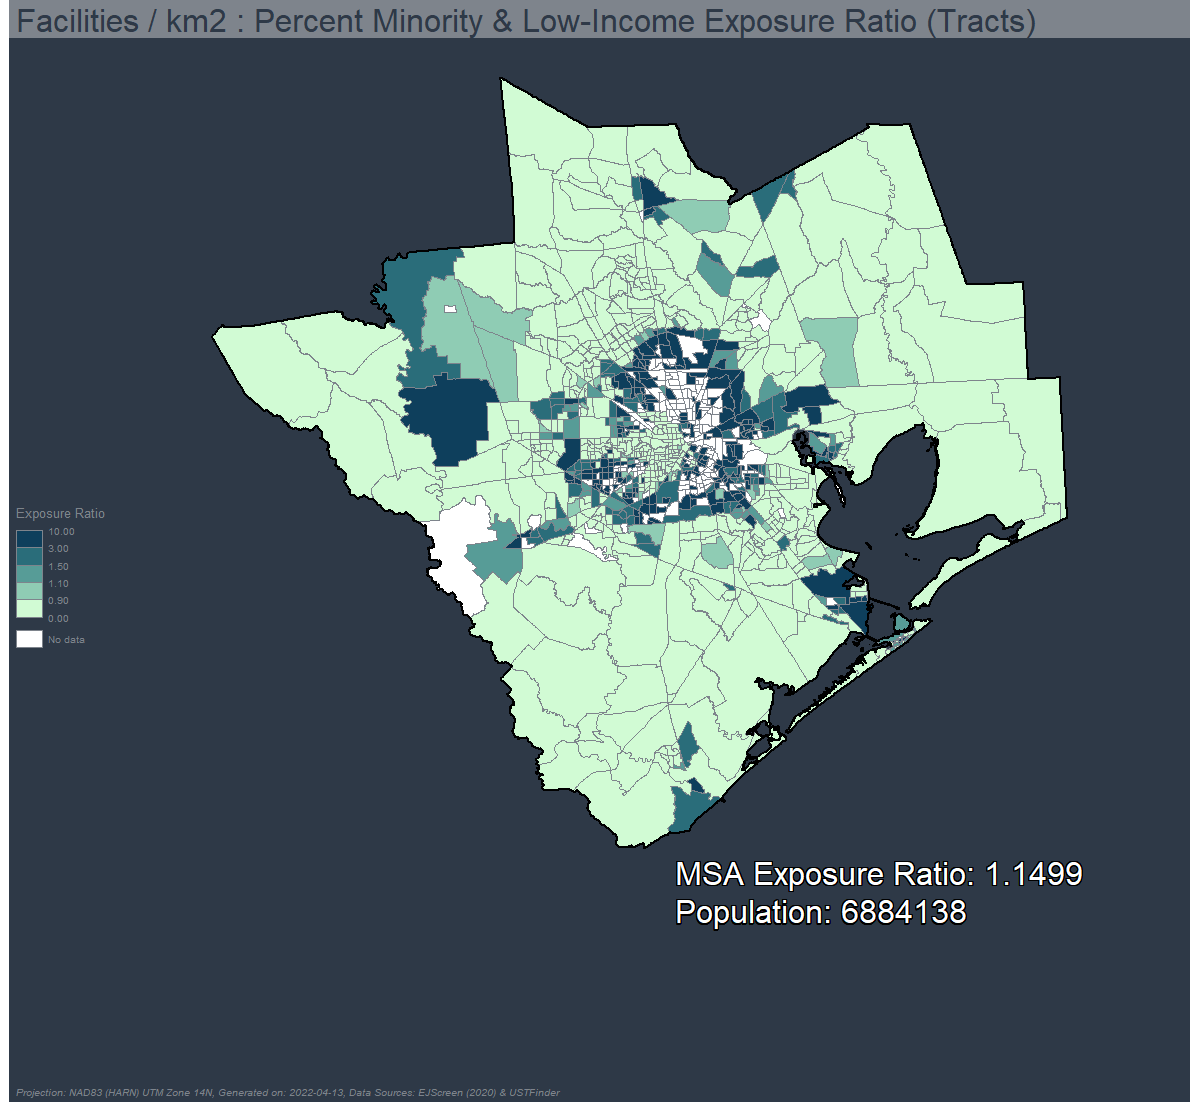 Facilities / km2 : Percent Minority & Low-Income Exposure Ratio (Tracts)
Exposure Ratio
10.00
3.00
1.50
1.10
0.90
0.00
No data
MSA Exposure Ratio: 1.1499
Population: 6884138
Projection: NAD83 (HARN) UTM Zone 14N, Generated on: 2022-04-13, Data Sources: EJScreen (2020) & USTFinder